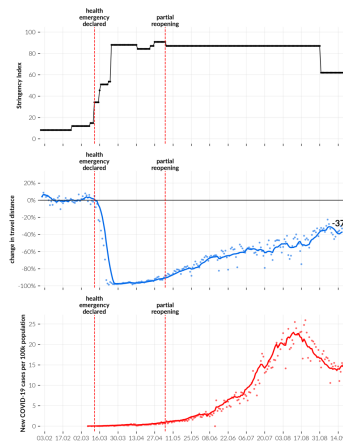 health
emergency
declared
partial
reopening
Stringency Index
100
80
60
40
20
0
health
emergency
declared
partial
reopening
change in travel distance
20%
0%
-20%
-40%
-60%
-80%
-100%
-37
health
emergency
declared
partial
reopening
New COVID-19 cases per 100k population
25
20
15
10
5
0
03.02 17.02 02.03 16.03 30.03 13.04 27.04 11.05 25.05 08.06 22.06 06.07 20.07 03.08 17.08 31.08 14.0